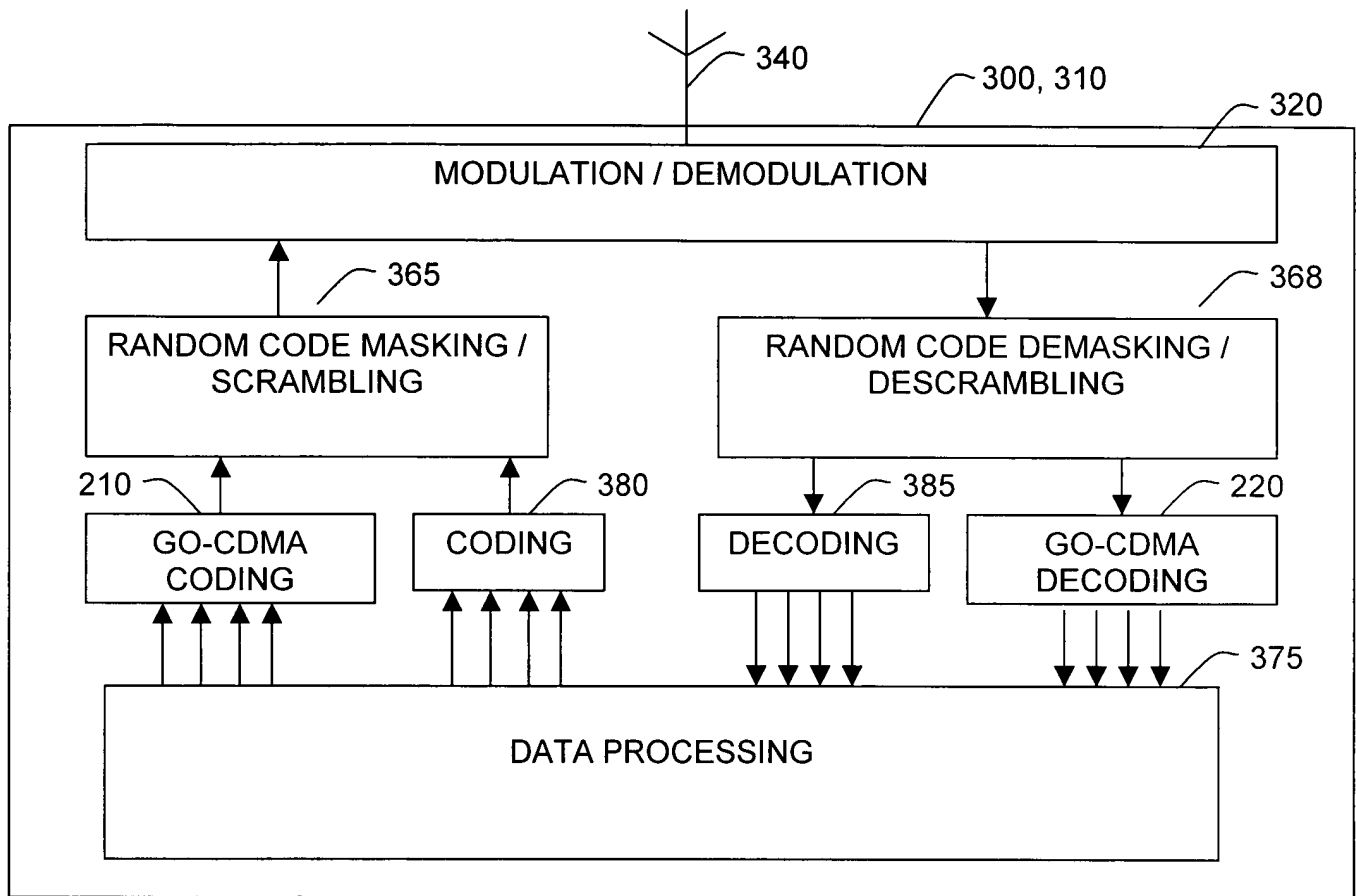 340
300, 310
320
MODULATION / DEMODULATION
365
368
RANDOM CODE MASKING /
SCRAMBLING
RANDOM CODE DEMASKING /
DESCRAMBLING
210
380
385
220
GO-CDMA
CODING
CODING
DECODING
GO-CDMA
DECODING
375
DATA PROCESSING